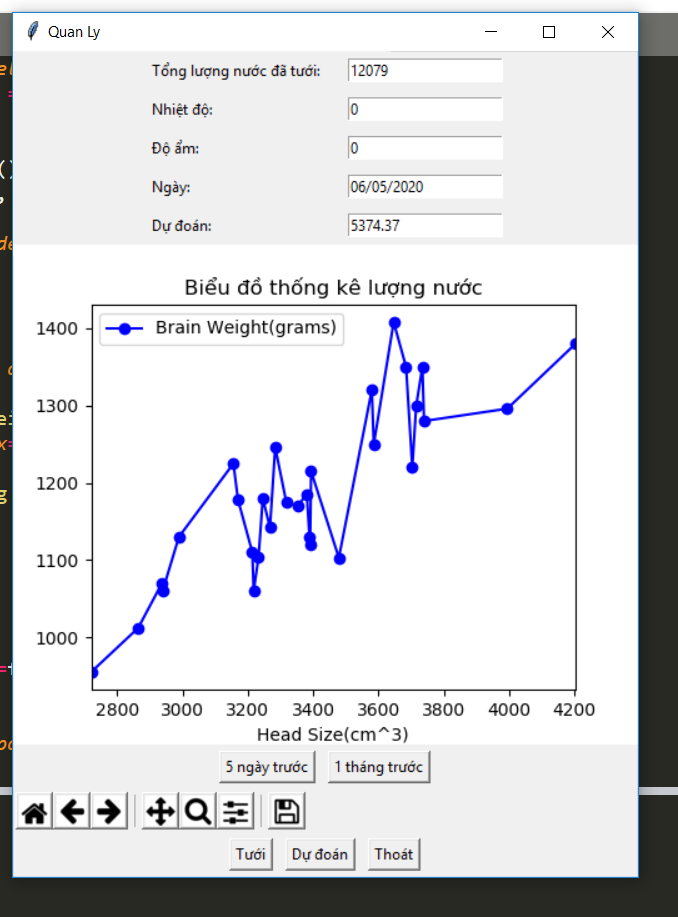 Quan Ly
Tổng lượng nước đã tưới: 12079
Nhiệt độ: 0
Độ ẩm: 0
Ngày: 06/05/2020
Dự đoán: 5374.37
Biểu đồ thống kê lượng nước
Brain Weight(grams)
1400
1300
1200
1100
1000
2800 3000 3200 3400 3600 3800 4000 4200
Head Size(cm^3)
5 ngày trước 1 tháng trước
Tưới Dự đoán Thoát